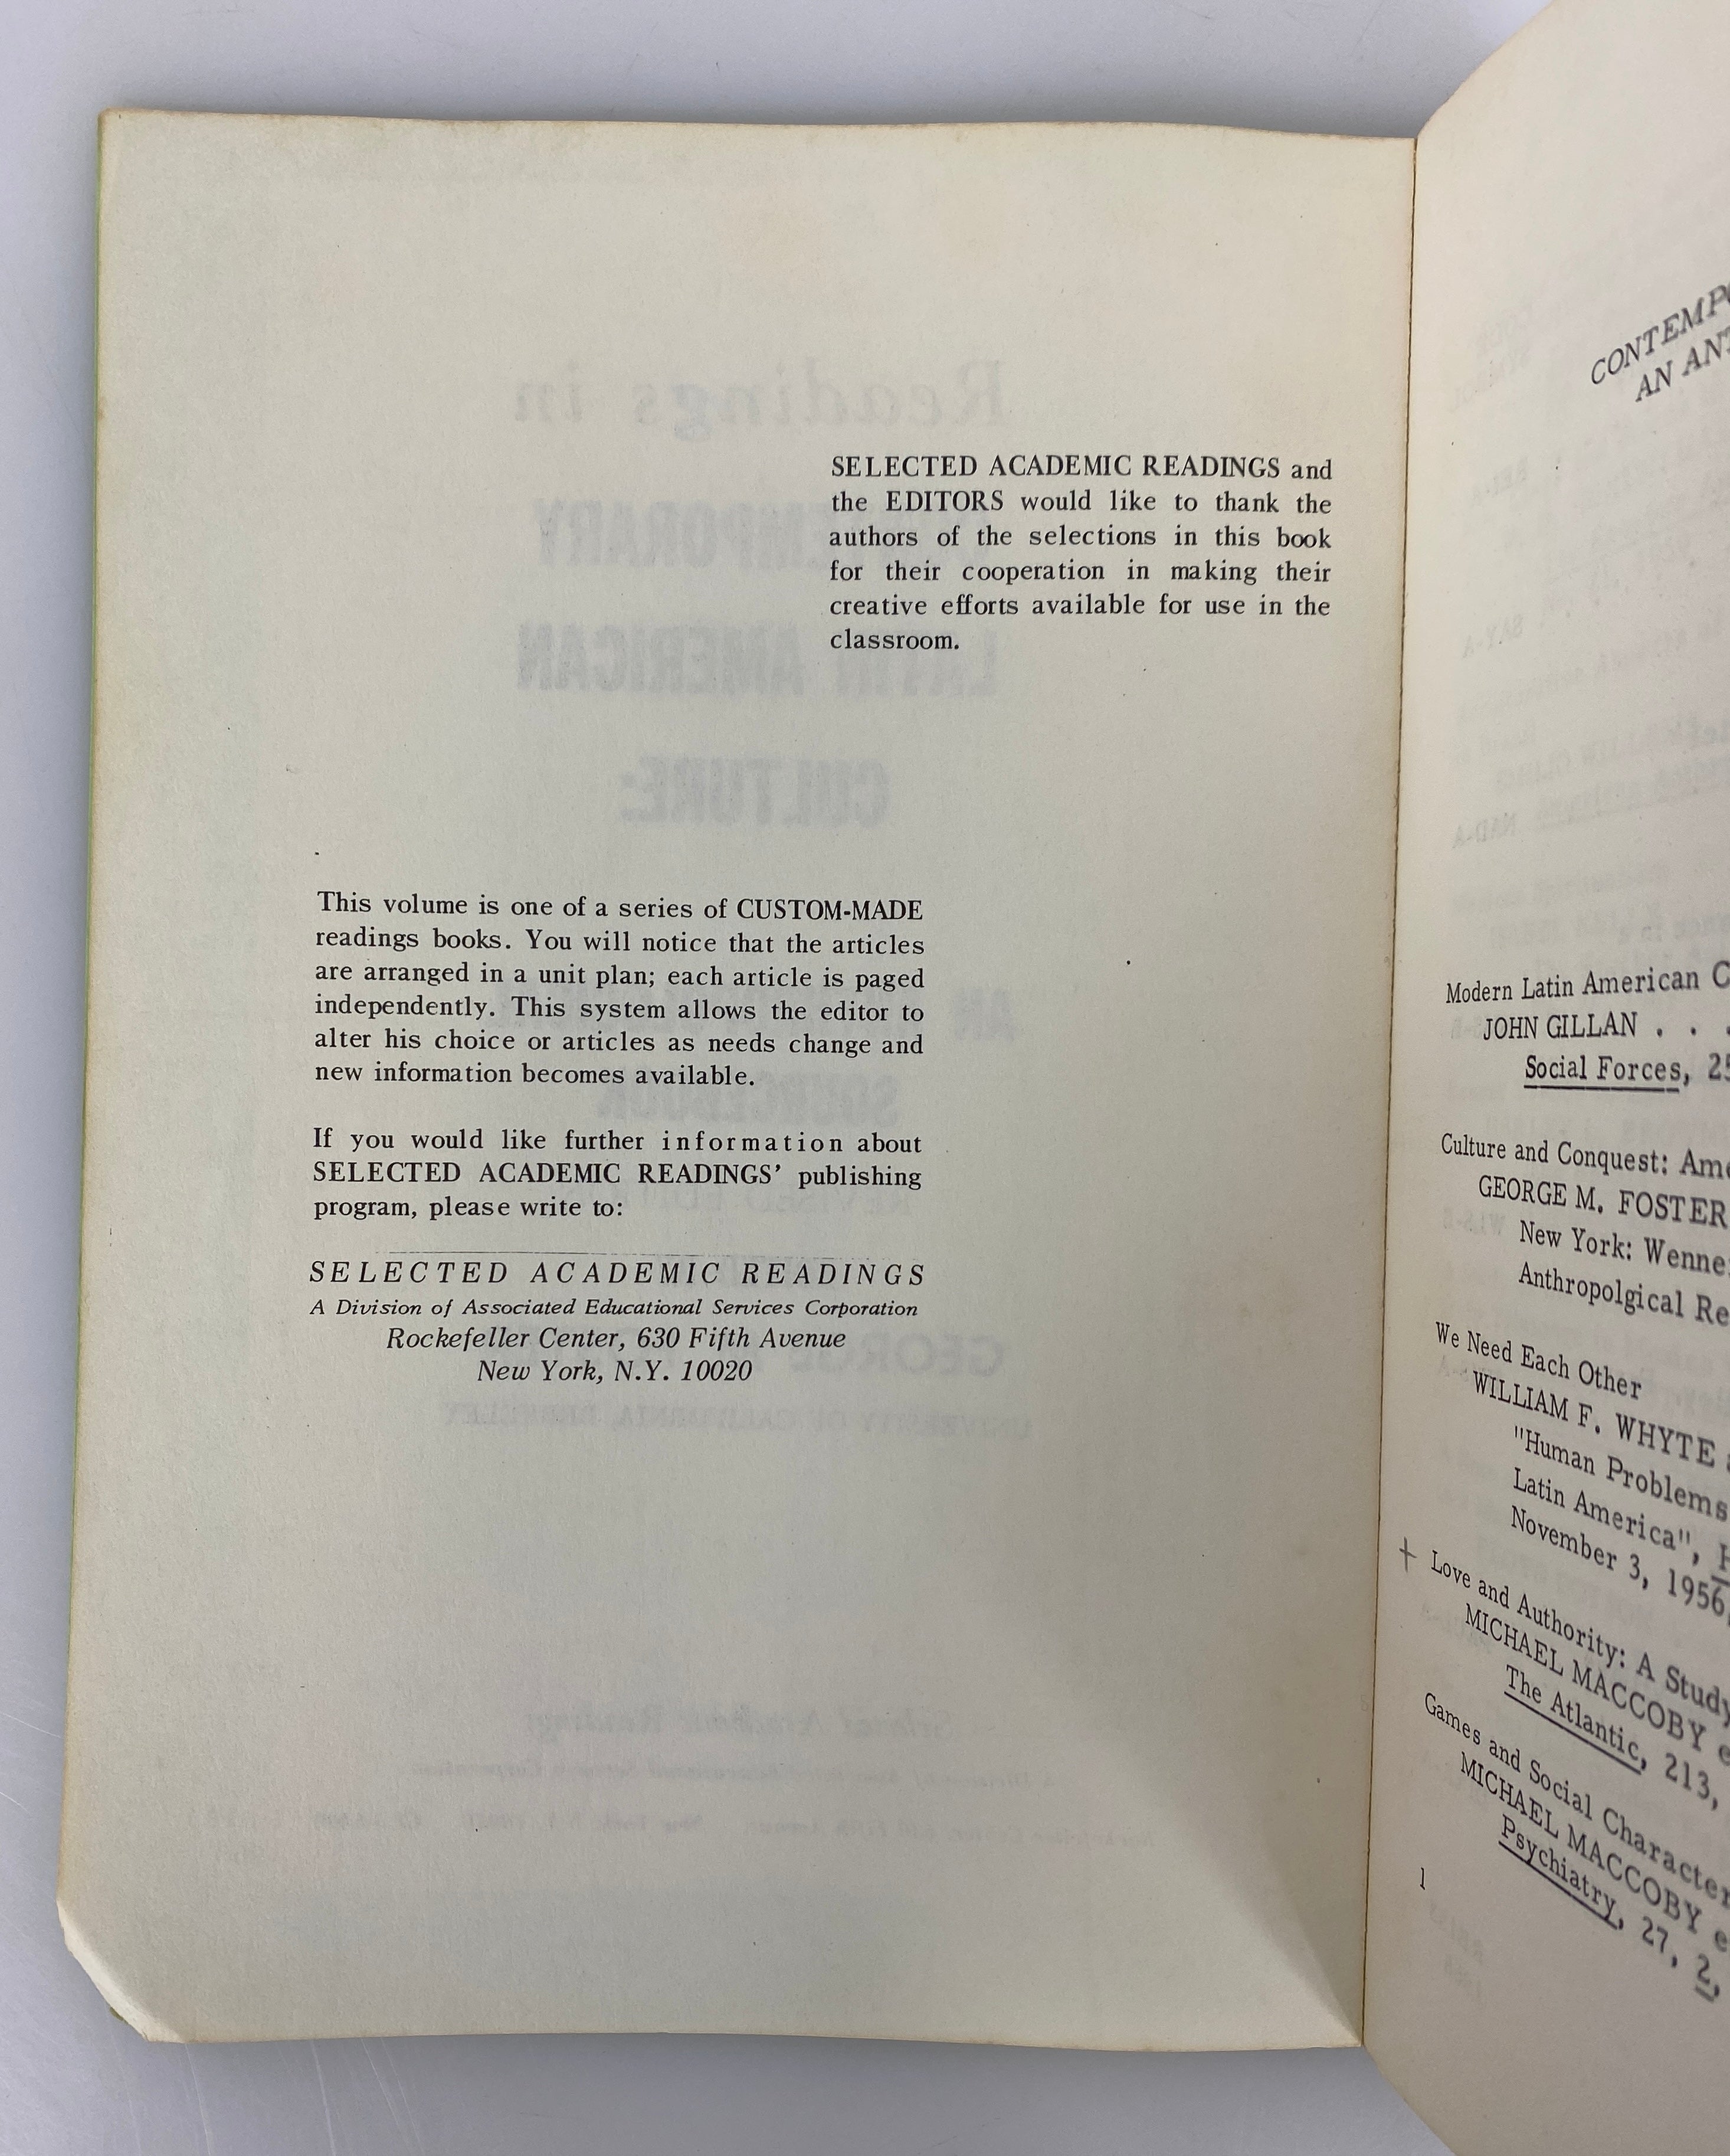 SELECTED ACADEMIC READINGS and
the EDITORS would like to thank the
authors of the selections in this book
for their cooperation in making their
creative efforts available for use in the
classroom.
This volume is one of a series of CUSTOM-MADE
readings books. You will notice that the articles
are arranged in a unit plan; each article is paged
independently. This system allows the editor to
alter his choice or articles as needs change and
new information becomes available.
If you would like further information about
SELECTED ACADEMIC READINGS' publishing
program, please write to:
SELECTED ACADEMIC READINGS
A Division of Associated Educational Services Corporation
Rockefeller Center, 630 Fifth Avenue
New York, N.Y. 10020
AN
Modern Latin American
JOHN GILLAN . .
Social Forces, 25
Culture and Conquest:
GEORGE M. FOSTER
New York:
Anthropolgical
We Need Each Other
WILLIAM F. WHYTE
"Human Problems
Latin America",
November 3, 1956
+ Love and Authority: A Study
MICHAEL MACCOBY
The Atlantic, 213,
Games and Social Character
MICHAEL MACCOBY
Psychiatry, 27, 2,